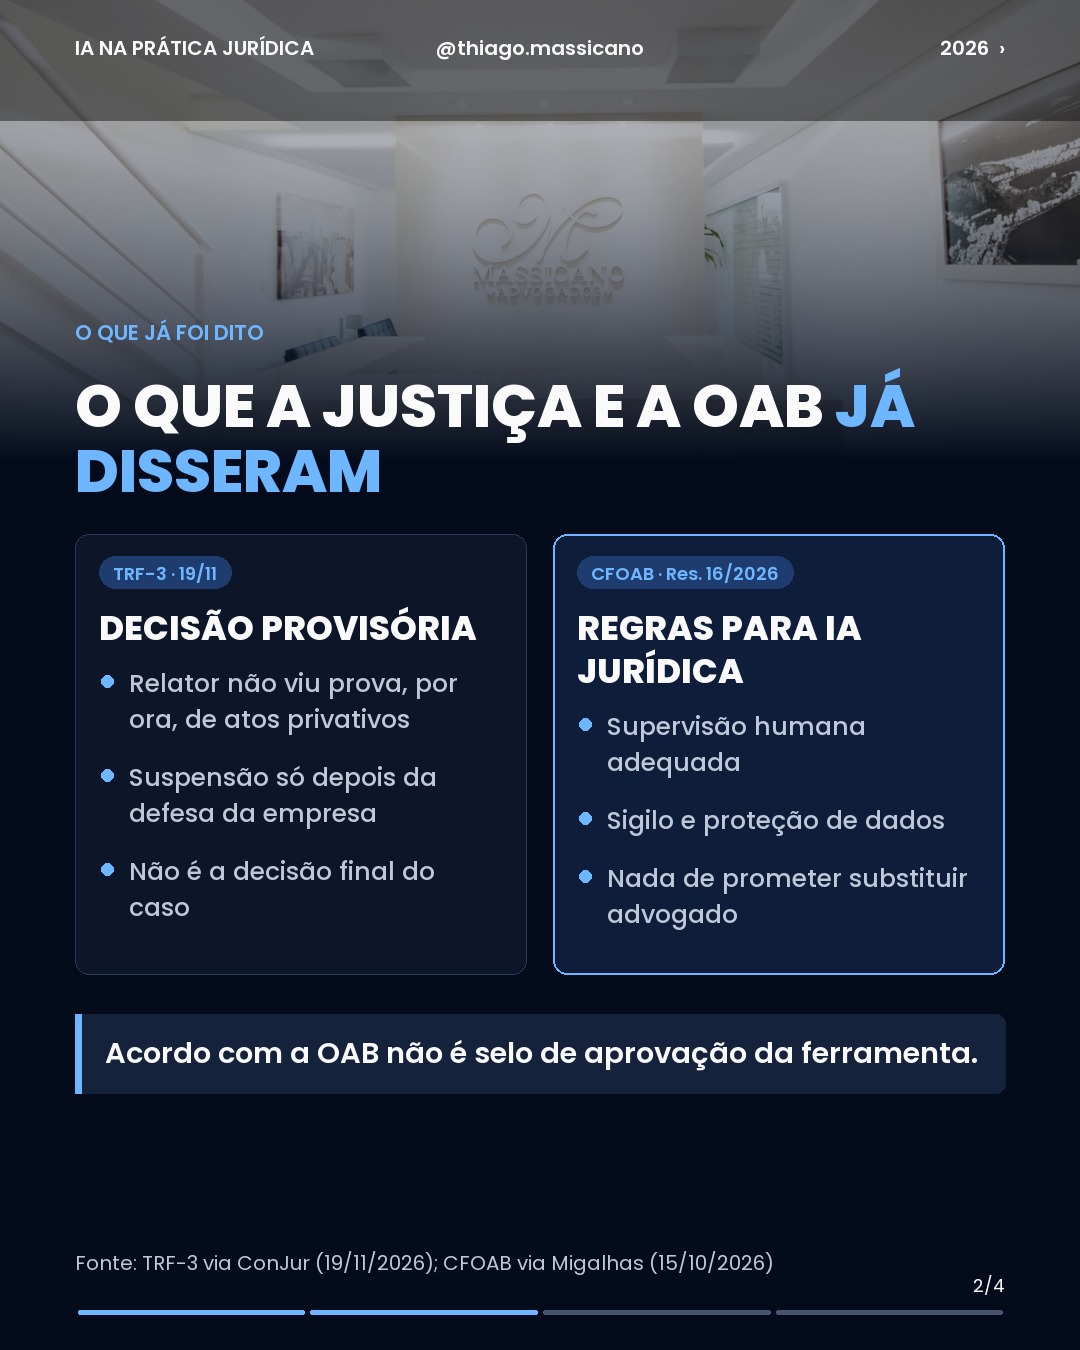 IA NA PRÁTICA JURÍDICA
@thiago.massicano
2026 ›
MASSICANO
ADVOGADOS
O QUE JÁ FOI DITO
O QUE A JUSTIÇA E A OAB JÁ
DISSERAM
TRF-3 · 19/11
DECISÃO PROVISÓRIA
Relator não viu prova, por
ora, de atos privativos
Suspensão só depois da
defesa da empresa
Não é a decisão final do
caso
CFOAB · Res. 16/2026
REGRAS PARA IA
JURÍDICA
Supervisão humana
adequada
Sigilo e proteção de dados
Nada de prometer substituir
advogado
Acordo com a OAB não é selo de aprovação da ferramenta.
Fonte: TRF-3 via ConJur (19/11/2026); CFOAB via Migalhas (15/10/2026)
2/4